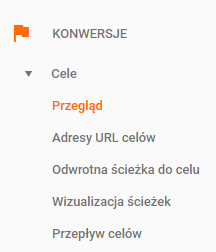 KONWERSJE
Cele
Przegląd
Adresy URL celów
Odwrotna ścieżka do celu
Wizualizacja ścieżek
Przepływ celów